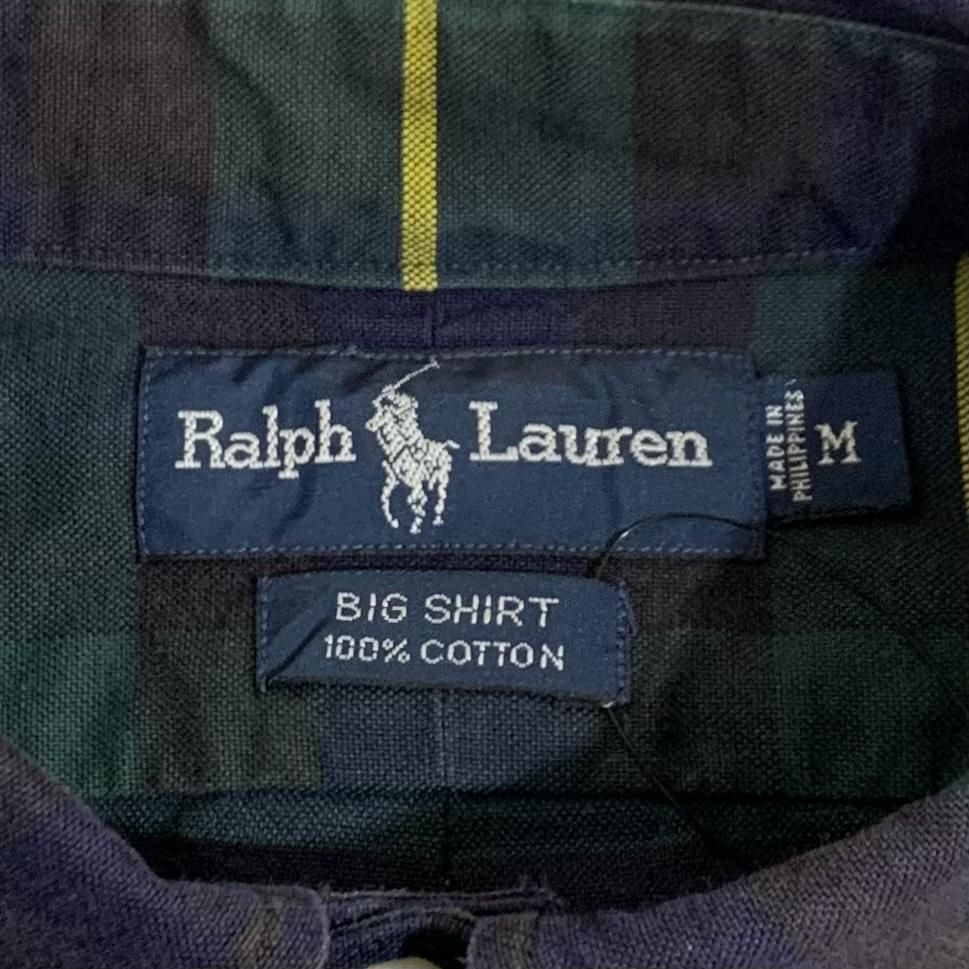 Ralph Lauren
MADE IN
PHILIPPINES
M
BIG SHIRT
100% COTTON